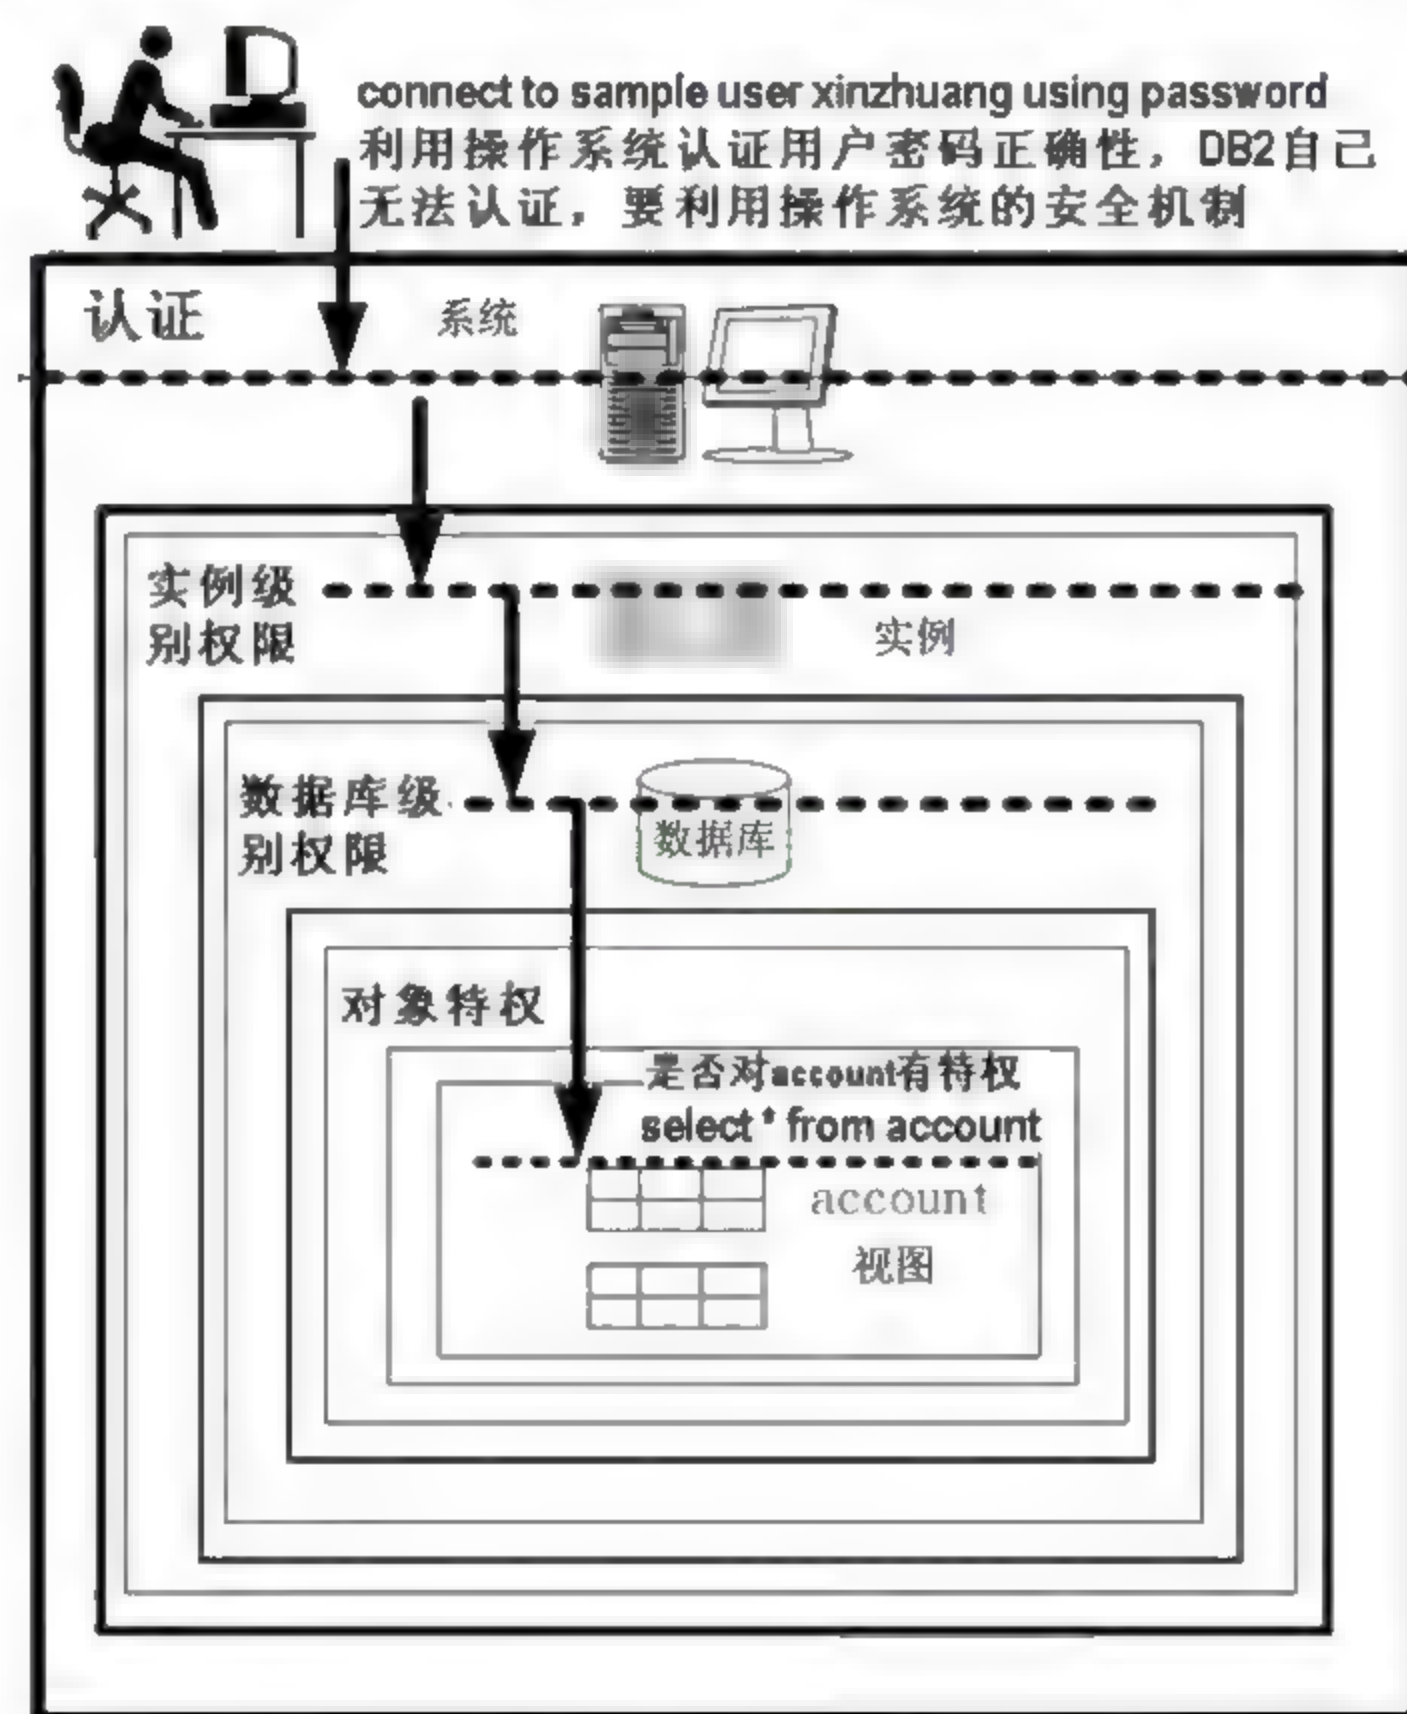 connect to sample user xinzhuang using password
利用操作系统认证用户密码正确性，DB2自己
无法认证，要利用操作系统的安全机制
认证
系统
实例级
别权限
实例
数据库级
别权限
数据库
对象特权
是否对account有特权
select * from account
account
视图